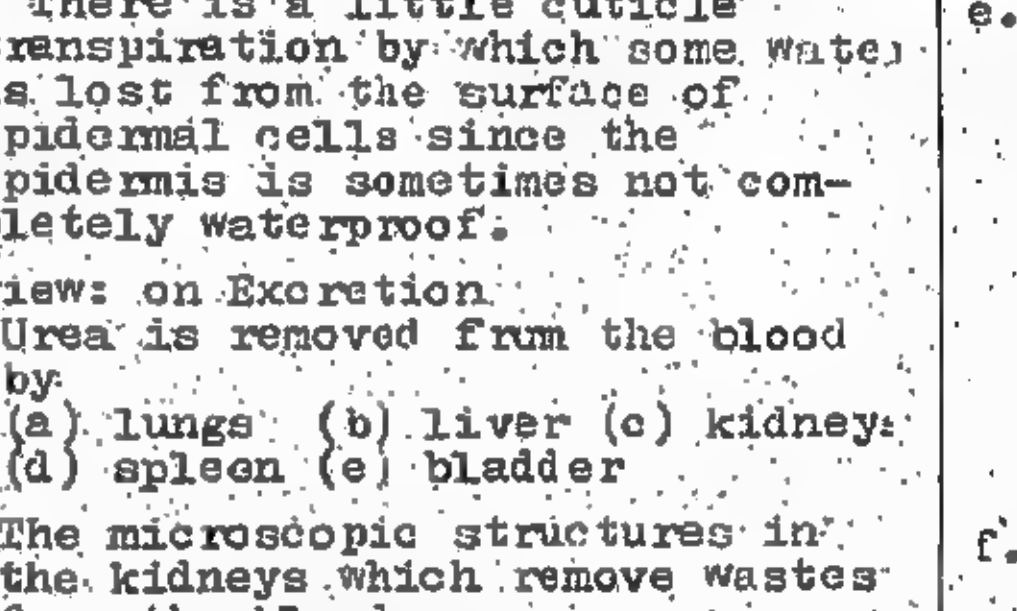 There is a little cuticle
ranspiration by which some water
s lost from the surface of
pidermal cells since the
pidermis is sometimes not com-
letely waterproof.
iew: on Excretion
Urea is removed from the blood
by
(a) lungs (b) liver (c) kidneys
(d) spleen (e) bladder
The microscopic structures in
the kidneys which remove wastes
e.
f.